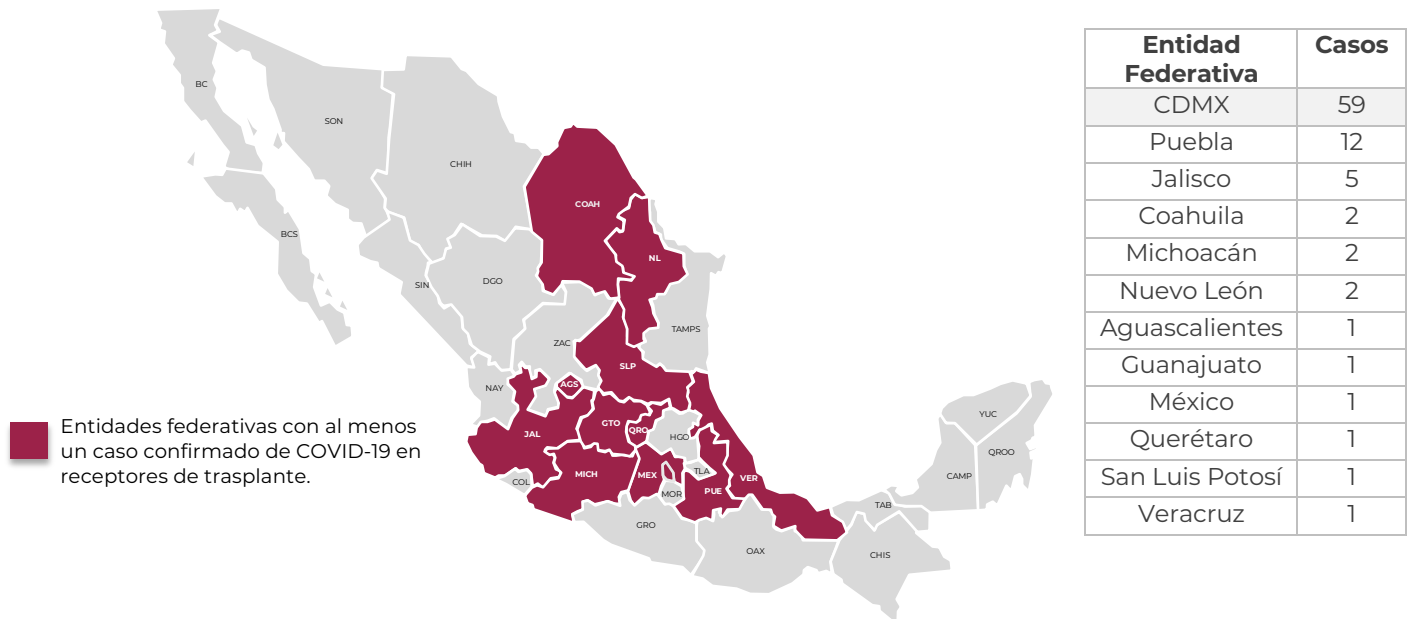 BC
SON
CHIH
COAH
BCS
NL
SIN
DGO
TAMPS
ZAC
SLP
NAY
AGS
JAL
GTO
QRO
HGO
COL
MICH
MEX
TLA
MOR
PUE
VER
GRO
OAX
TAB
CHIS
CAMP
YUC
QROO
Entidades federativas con al menos
un caso confirmado de COVID-19 en
receptores de trasplante.
Entidad Federativa Casos
CDMX 59
Puebla 12
Jalisco 5
Coahuila 2
Michoacán 2
Nuevo León 2
Aguascalientes 1
Guanajuato 1
México 1
Querétaro 1
San Luis Potosí 1
Veracruz 1